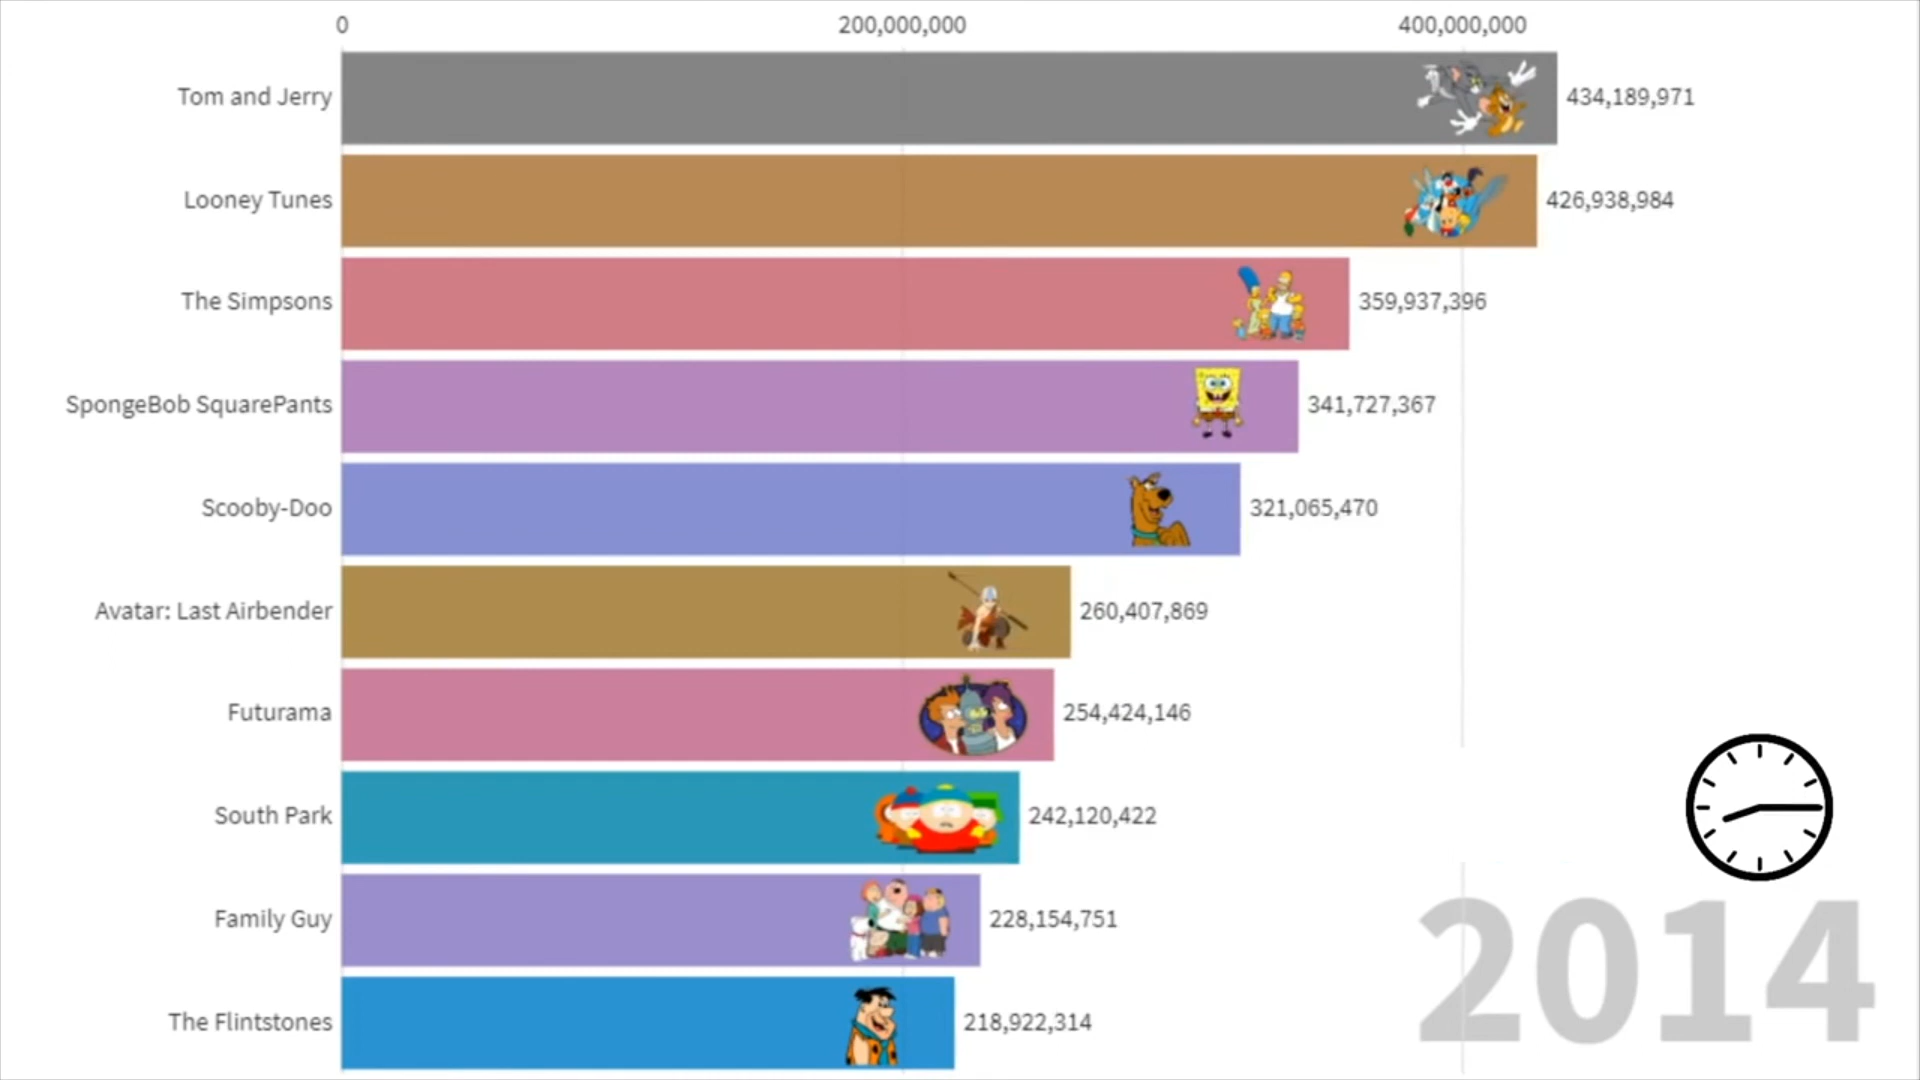 0 200,000,000 400,000,000
Tom and Jerry 434,189,971
Looney Tunes 426,938,984
The Simpsons 359,937,396
SpongeBob SquarePants 341,727,367
Scooby-Doo 321,065,470
Avatar: Last Airbender 260,407,869
Futurama 254,424,146
South Park 242,120,422
Family Guy 228,154,751
The Flintstones 218,922,314
2014